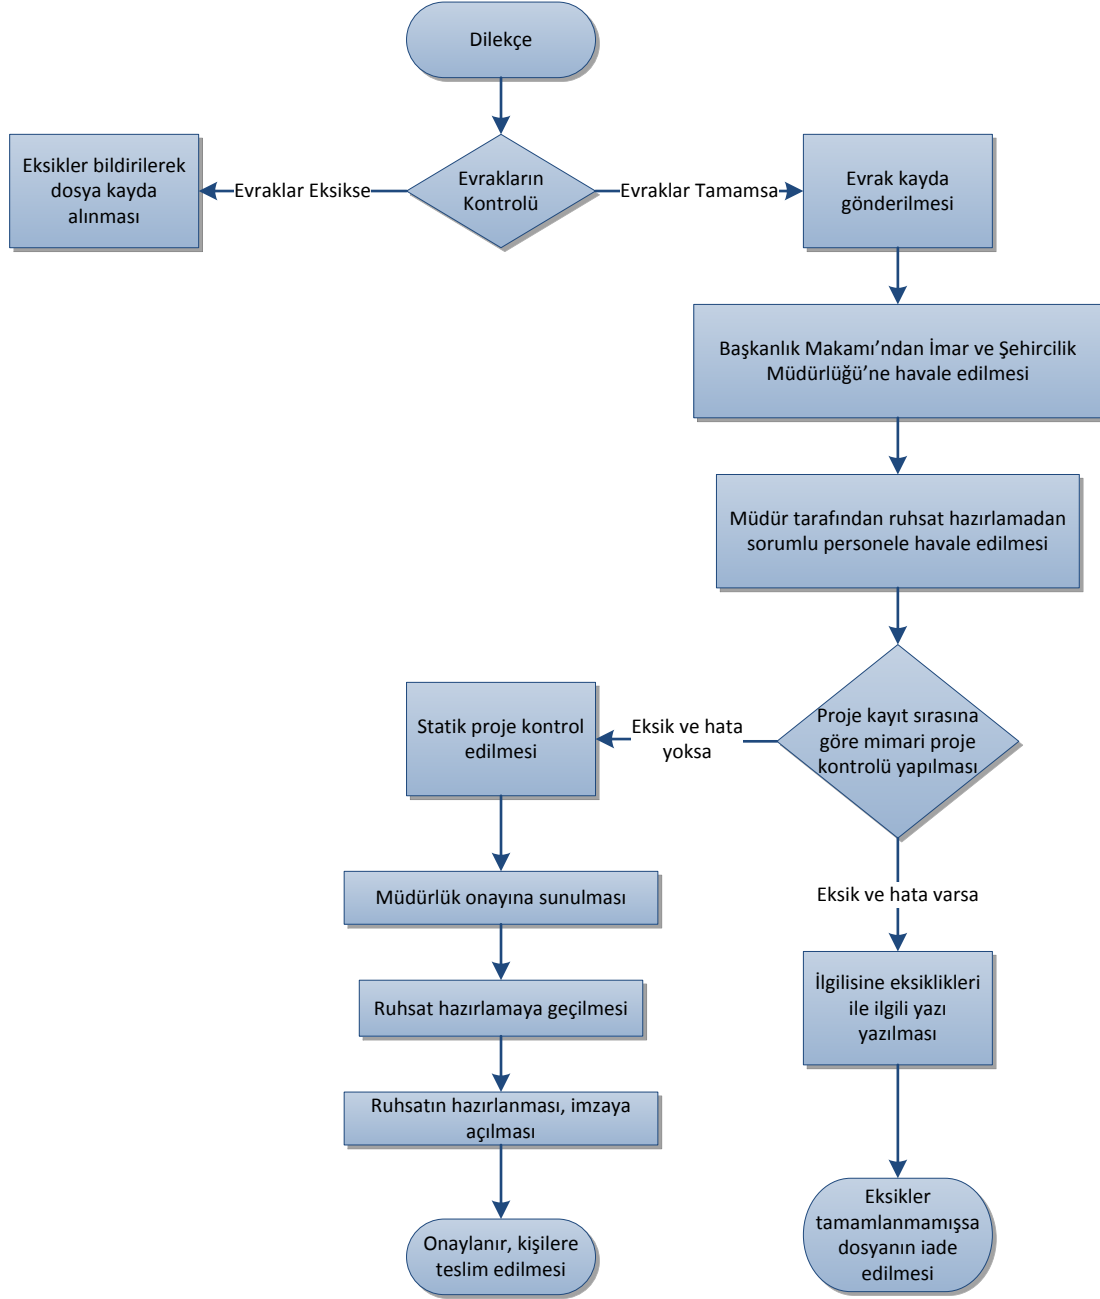 Dilekçe
Eksikler bildirilerek
dosya kayda
alınması
Evraklar Eksikse
Evrakların
Kontrolü
Evraklar Tamamsa
Evrak kayda
gönderilmesi
Başkanlık Makamı’ndan İmar ve Şehircilik
Müdürlüğü’ne havale edilmesi
Müdür tarafından ruhsat hazırlamadan
sorumlu personele havale edilmesi
Proje kayıt sırasına
göre mimari proje
kontrolü yapılması
Eksik ve hata
yoksa
Statik proje kontrol
edilmesi
Müdürlük onayına sunulması
Ruhsat hazırlamaya geçilmesi
Ruhsatın hazırlanması, imzaya
açılması
Onaylanır, kişilere
teslim edilmesi
Eksik ve hata varsa
İlgilisine eksiklikleri
ile ilgili yazı
yazılması
Eksikler
tamamlanmamışsa
dosyanın iade
edilmesi